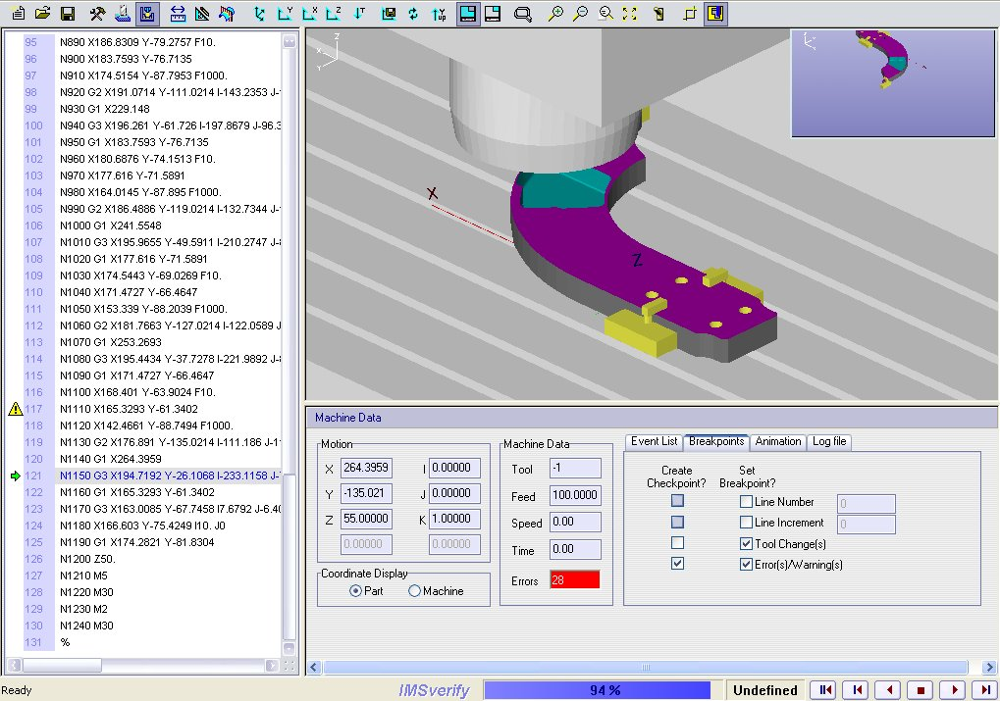 95 N890 X186.8309 Y-79.2757 F10.
96 N900 X183.7593 Y-76.7135
97 N910 X174.5154 Y-87.7953 F1000.
98 N920 G2 X191.0714 Y-111.0214 I-143.2353 J-
99 N930 G1 X229.148
100 N940 G3 X196.261 Y-61.726 I-197.8679 J-96.3
101 N950 G1 X183.7593 Y-76.7135
102 N960 X180.6876 Y-74.1513 F10.
103 N970 X177.616 Y-71.5891
104 N980 X164.0145 Y-87.895 F1000.
105 N990 G2 X186.4886 Y-119.0214 I-132.7344 J-
106 N1000 G1 X241.5548
107 N1010 G3 X195.9655 Y-49.5911 I-210.2747 J-
108 N1020 G1 X177.616 Y-71.5891
109 N1030 X174.5443 Y-69.0269 F10.
110 N1040 X171.4727 Y-66.4647
111 N1050 X153.339 Y-88.2039 F1000.
112 N1060 G2 X181.7663 Y-127.0214 I-122.0589 J
113 N1070 G1 X253.2693
114 N1080 G3 X195.4434 Y-37.7278 I-221.9892 J-
115 N1090 G1 X171.4727 Y-66.4647
116 N1100 X168.401 Y-63.9024 F10.
117 N1110 X165.3293 Y-61.3402
118 N1120 X142.4661 Y-88.7494 F1000.
119 N1130 G2 X176.891 Y-135.0214 I-111.186 J-1
120 N1140 G1 X264.3959
121 N1150 G3 X194.7192 Y-26.1068 I-233.1158 J-
122 N1160 G1 X165.3293 Y-61.3402
123 N1170 G3 X163.0085 Y-67.7458 I7.6792 J-6.40
124 N1180 X166.603 Y-75.4249 I10. J0
125 N1190 G1 X174.2821 Y-81.8304
126 N1200 Z50.
127 N1210 M5
128 N1220 M30
129 N1230 M2
130 N1240 M30
131 %
X
Z
Z
Y
Machine Data
Motion
X 264.3959 I 0.00000
Y -135.021 J 0.00000
Z 55.00000 K 1.00000
0.00000 0.00000
Coordinate Display
Part Machine
Machine Data
Tool -1
Feed 100.0000
Speed 0.00
Time 0.00
Errors 28
Event List Breakpoints Animation Log file
Create Checkpoint? Set Breakpoint?
Line Number 0
Line Increment 0
Tool Change(s)
Error(s)/Warning(s)
Ready IMSverify 94 % Undefined